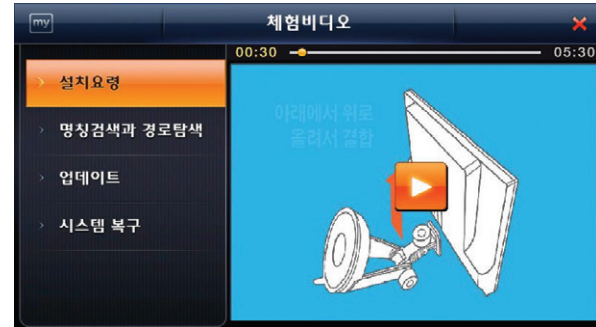 my
체험비디오
00:30
05:30
설치요령
명칭검색과 경로탐색
업데이트
시스템 복구
아래에서 위로
올려서 결합